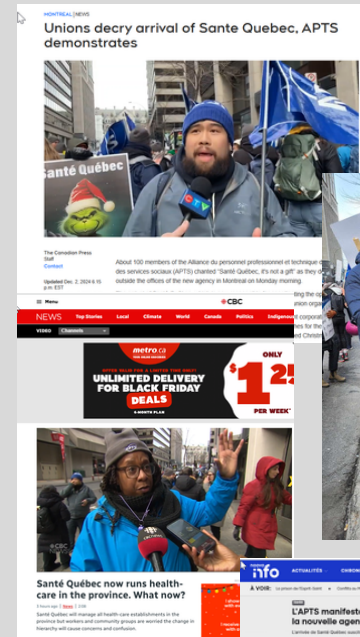 MONTREAL | NEWS
Unions decry arrival of Sante Quebec, APTS
demonstrates
Santé Québec
CTV
The Canadian Press
Staff
Contact
Updated Dec. 2, 2024 6:15
p.m. EST
About 100 members of the Alliance du personnel professionnel et technique
des services sociaux (APTS) chanted "Santé Québec, it's not a gift" as they
outside the offices of the new agency in Montreal on Monday morning.
Menu
CBC
NEWS Top Stories Local Climate World Canada Politics Indigenous
VIDEO Channels
metro.ca
UNLIMITED DELIVERY
FOR BLACK FRIDAY
DEALS
6-MONTH PLAN
ONLY
$1.25
PER WEEK
CBC
Santé Québec now runs health-
care in the province. What now?
News
Santé Québec will manage all health-care establishments in the
province but workers and community groups are worried the change in
hierarchy will cause concerns and confusion.
info
ACTUALITÉS
À VOIR:
L'APTS manifeste
la nouvelle agen